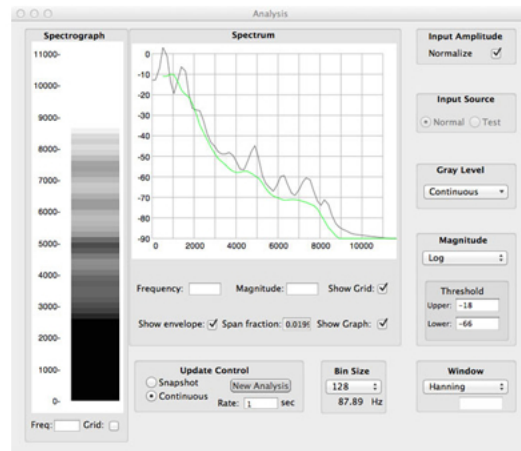 Analysis
Spectrograph
11000-
10000-
9000-
8000-
7000-
6000-
5000-
4000-
3000-
2000-
1000-
0-
Freq: Grid:
Spectrum
0
-10
-20
-30
-40
-50
-60
-70
-80
-90
0 2000 4000 6000 8000 10000
Frequency: Magnitude: Show Grid:
Show envelope: Span fraction: 0.019 Show Graph:
Update Control
Snapshot
Continuous
New Analysis
Rate: 1 sec
Bin Size
128
87.89 Hz
Input Amplitude
Normalize
Input Source
Normal Test
Gray Level
Continuous
Magnitude
Log
Threshold
Upper: -18
Lower: -66
Window
Hanning